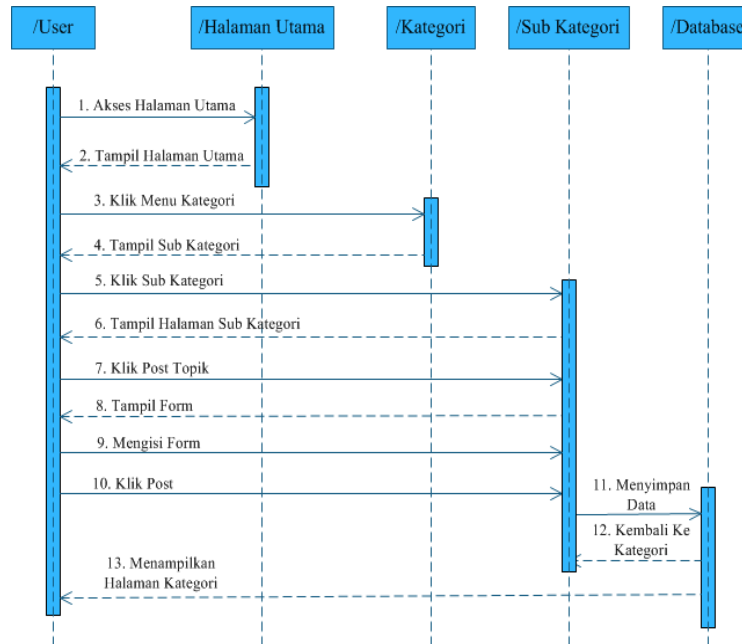 /User
/Halaman Utama
/Kategori
/Sub Kategori
/Database
1. Akses Halaman Utama
2. Tampil Halaman Utama
3. Klik Menu Kategori
4. Tampil Sub Kategori
5. Klik Sub Kategori
6. Tampil Halaman Sub Kategori
7. Klik Post Topik
8. Tampil Form
9. Mengisi Form
10. Klik Post
11. Menyimpan
Data
12. Kembali Ke
Kategori
13. Menampilkan
Halaman Kategori